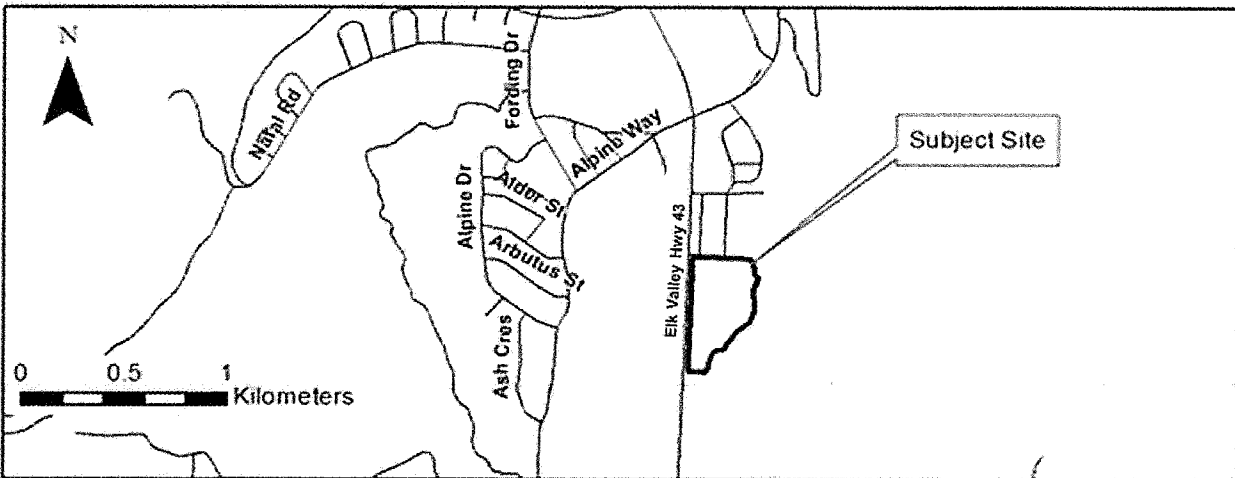 N
Natal Rd
Fording Dr
Alpine Way
Subject Site
Alpine Dr
Alder St
Elk Valley Hwy 43
Arbutus St
Ash Cres
0 0.5 1
Kilometers